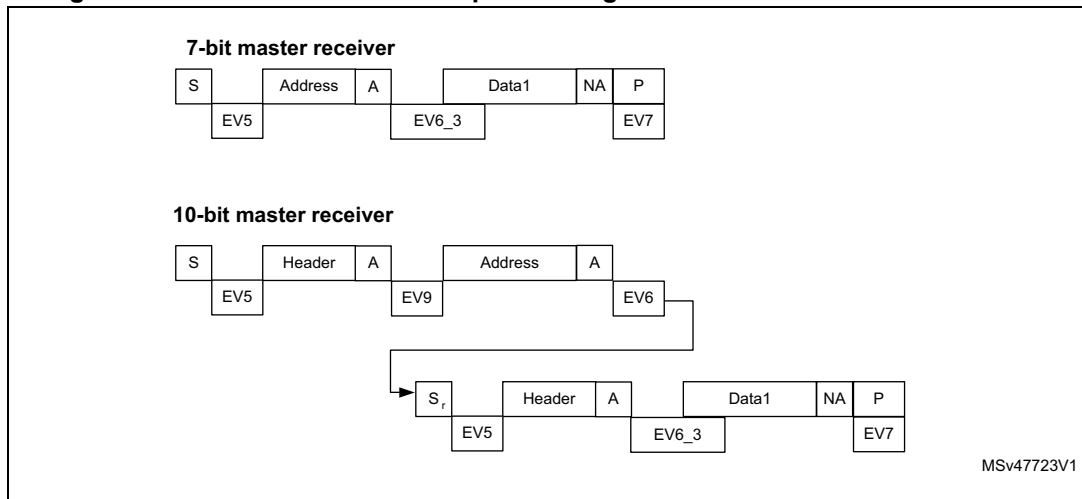 7-bit master receiver
S Address A Data1 NA P
EV5 EV6_3 EV7
10-bit master receiver
S Header A Address A
EV5 EV9 EV6
Sr Header A Data1 NA P
EV5 EV6_3 EV7
MSv47723V1